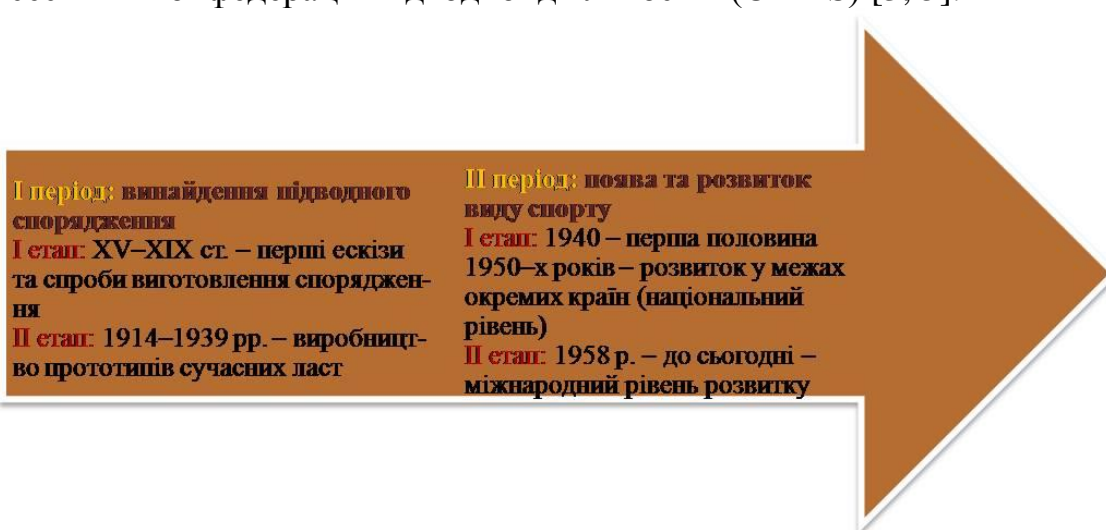 І період: винайдення підводного
спорядження
І етап: XV–XIX ст. – перші ескізи
та спроби виготовлення споряджен-
ня
ІІ етап: 1914–1939 рр. – виробницт-
во прототипів сучасних ласт
ІІ період: поява та розвиток
виду спорту
І етап: 1940 – перша половина
1950–х років – розвиток у межах
окремих країн (національний
рівень)
ІІ етап: 1958 р. – до сьогодні –
міжнародний рівень розвитку